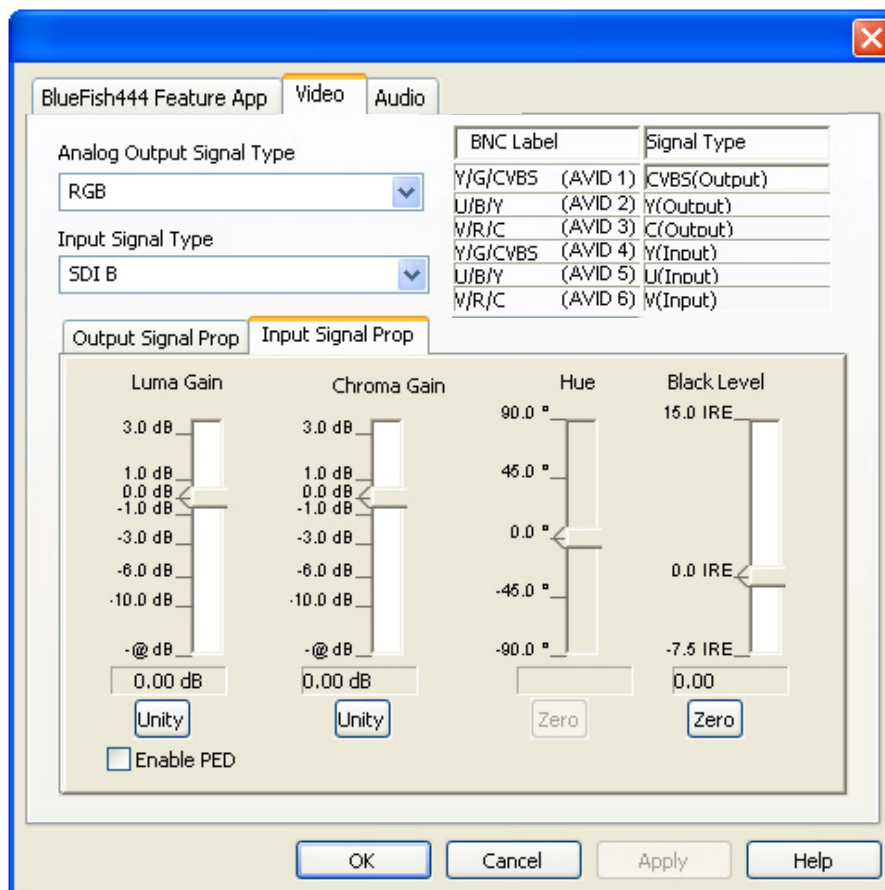 BlueFish444 Feature App Video Audio
Analog Output Signal Type
RGB
Input Signal Type
SDI B
BNC Label Signal Type
Y/G/CVBS (AVID 1) CVBS(Output)
U/B/Y (AVID 2) Y(Output)
V/R/C (AVID 3) C(Output)
Y/G/CVBS (AVID 4) Y(Input)
U/B/Y (AVID 5) U(Input)
V/R/C (AVID 6) V(Input)
Output Signal Prop Input Signal Prop
Luma Gain
3.0 dB
1.0 dB
0.0 dB
-1.0 dB
-3.0 dB
-6.0 dB
-10.0 dB
-@ dB
0.00 dB
Unity
Enable PED
Chroma Gain
3.0 dB
1.0 dB
0.0 dB
-1.0 dB
-3.0 dB
-6.0 dB
-10.0 dB
-@ dB
0.00 dB
Unity
Hue
90.0 °
45.0 °
0.0 °
-45.0 °
-90.0 °
Zero
Black Level
15.0 IRE
0.0 IRE
-7.5 IRE
0.00
Zero
OK Cancel Apply Help